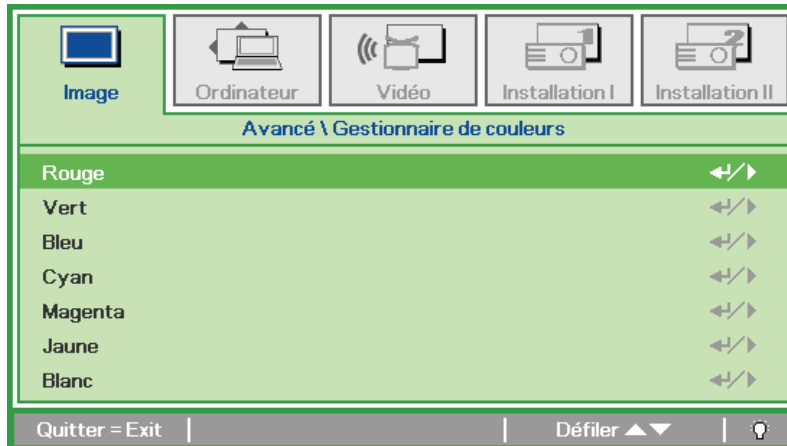 Image Ordinateur Vidéo Installation I Installation II
Avancé \ Gestionnaire de couleurs
Rouge
Vert
Bleu
Cyan
Magenta
Jaune
Blanc
Quitter = Exit Défiler